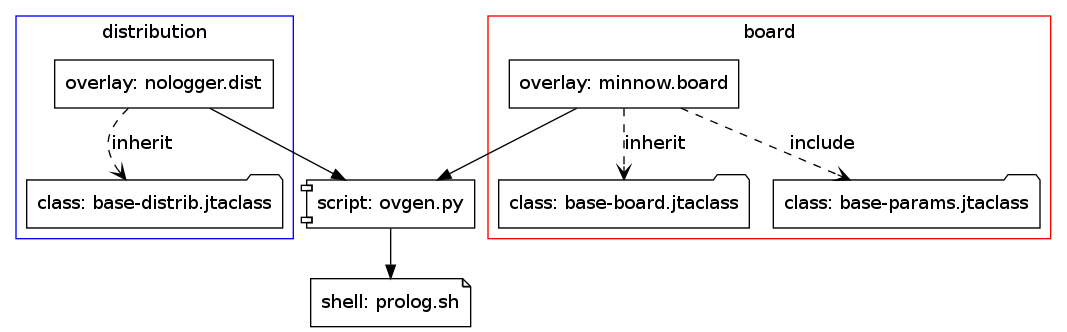 distribution
board
overlay: nologger.dist
overlay: minnow.board
inherit
inherit
include
class: base-distrib.jtaclass
script: ovgen.py
class: base-board.jtaclass
class: base-params.jtaclass
shell: prolog.sh